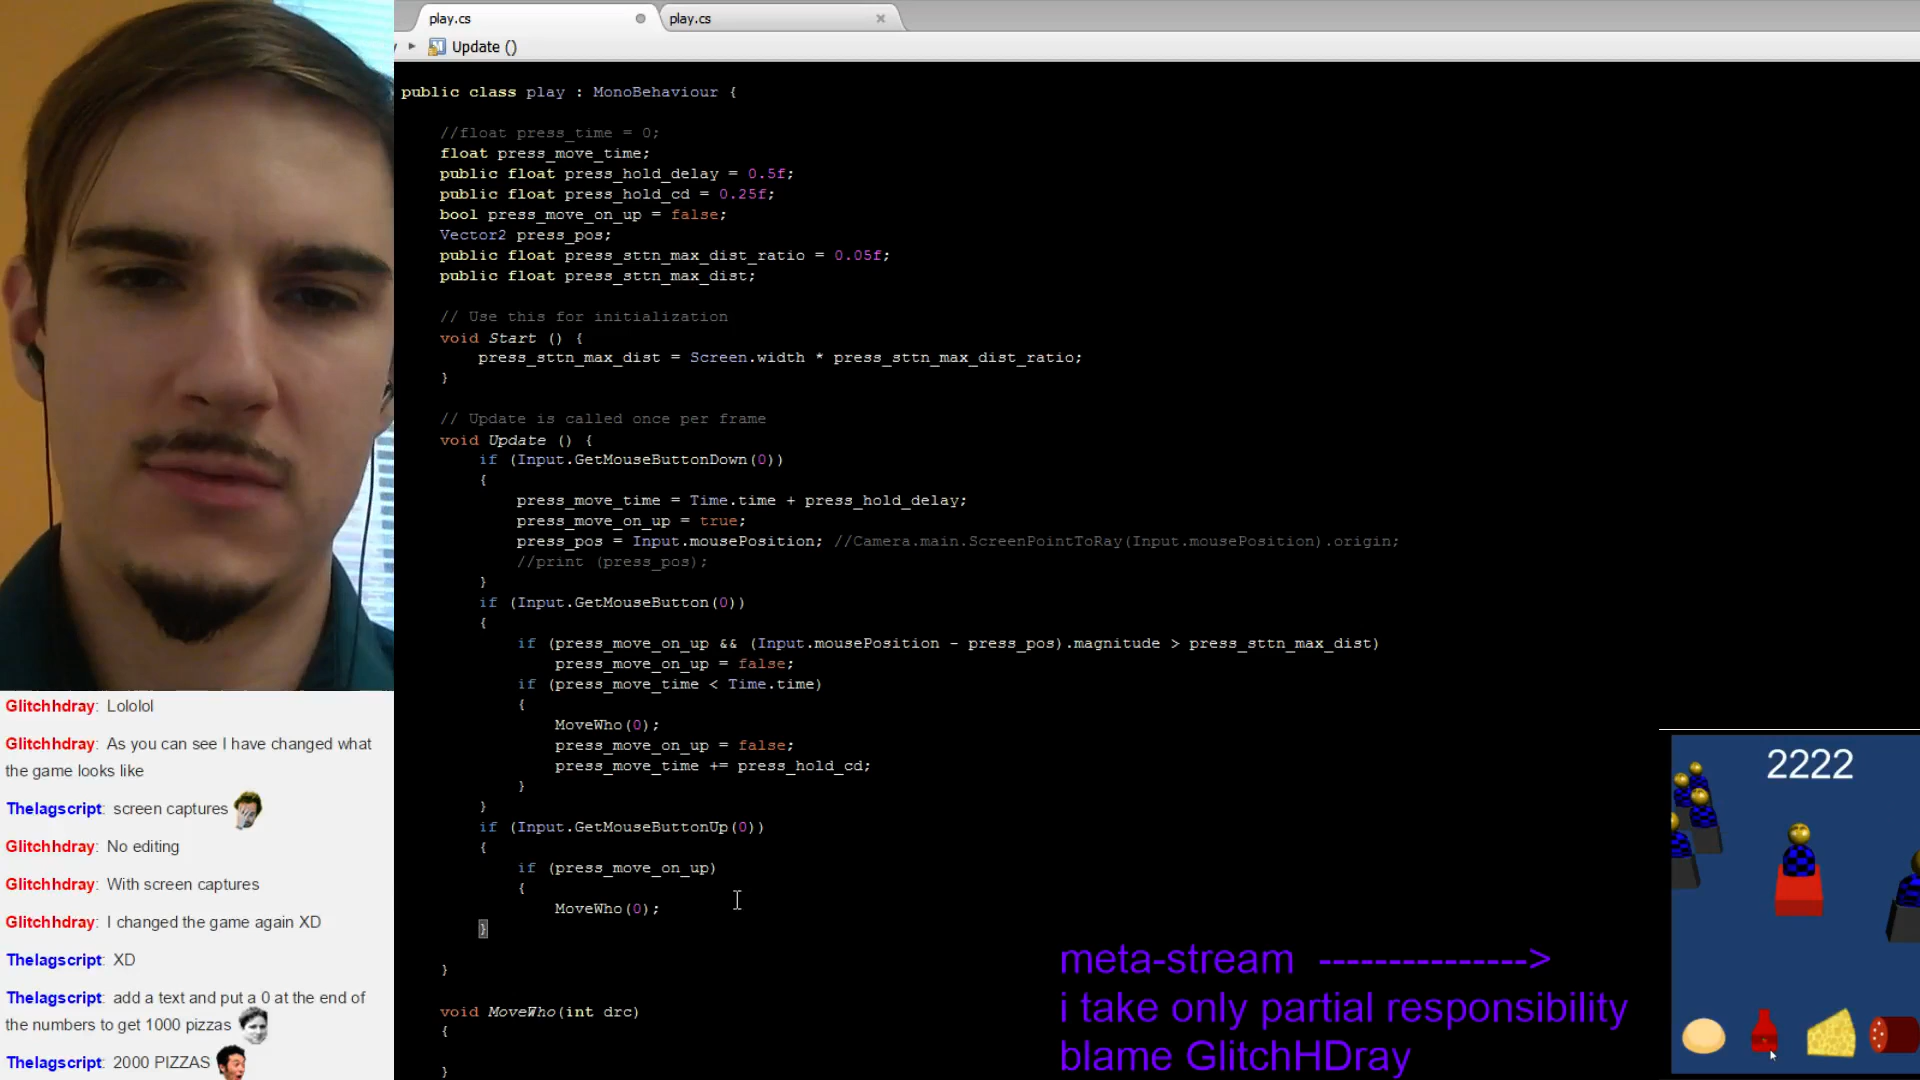 play.cs
play.cs
Update ()
public class play : MonoBehaviour {
//float press_time = 0;
float press_move_time;
public float press_hold_delay = 0.5f;
public float press_hold_cd = 0.25f;
bool press_move_on_up = false;
Vector2 press_pos;
public float press_sttn_max_dist_ratio = 0.05f;
public float press_sttn_max_dist;
// Use this for initialization
void Start () {
press_sttn_max_dist = Screen.width * press_sttn_max_dist_ratio;
}
// Update is called once per frame
void Update () {
if (Input.GetMouseButtonDown(0))
{
press_move_time = Time.time + press_hold_delay;
press_move_on_up = true;
press_pos = Input.mousePosition; //Camera.main.ScreenPointToRay(Input.mousePosition).origin;
//print (press_pos);
}
if (Input.GetMouseButton(0))
{
if (press_move_on_up && (Input.mousePosition - press_pos).magnitude > press_sttn_max_dist)
press_move_on_up = false;
if (press_move_time < Time.time)
{
MoveWho(0);
press_move_on_up = false;
press_move_time += press_hold_cd;
}
}
if (Input.GetMouseButtonUp(0))
{
if (press_move_on_up)
{
MoveWho(0);
}
}
void MoveWho(int drc)
{
}
Glitchhdray: Lololol
Glitchhdray: As you can see I have changed what
the game looks like
Thelagscript: screen captures
Glitchhdray: No editing
Glitchhdray: With screen captures
Glitchhdray: I changed the game again XD
Thelagscript: XD
Thelagscript: add a text and put a 0 at the end of
the numbers to get 1000 pizzas
Thelagscript: 2000 PIZZAS
2222
meta-stream --------------->
i take only partial responsibility
blame GlitchHDray